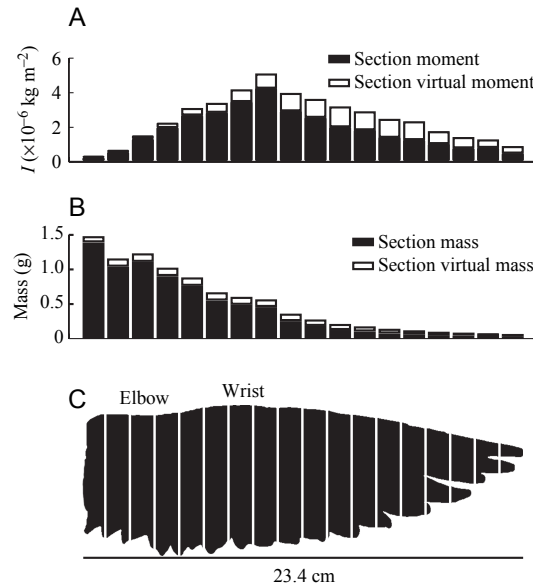 A
6
4
2
0
I (×10⁻⁶ kg m⁻²)
Section moment
Section virtual moment
B
1.5
1.0
0.5
0
Mass (g)
Section mass
Section virtual mass
C
Elbow
Wrist
23.4 cm